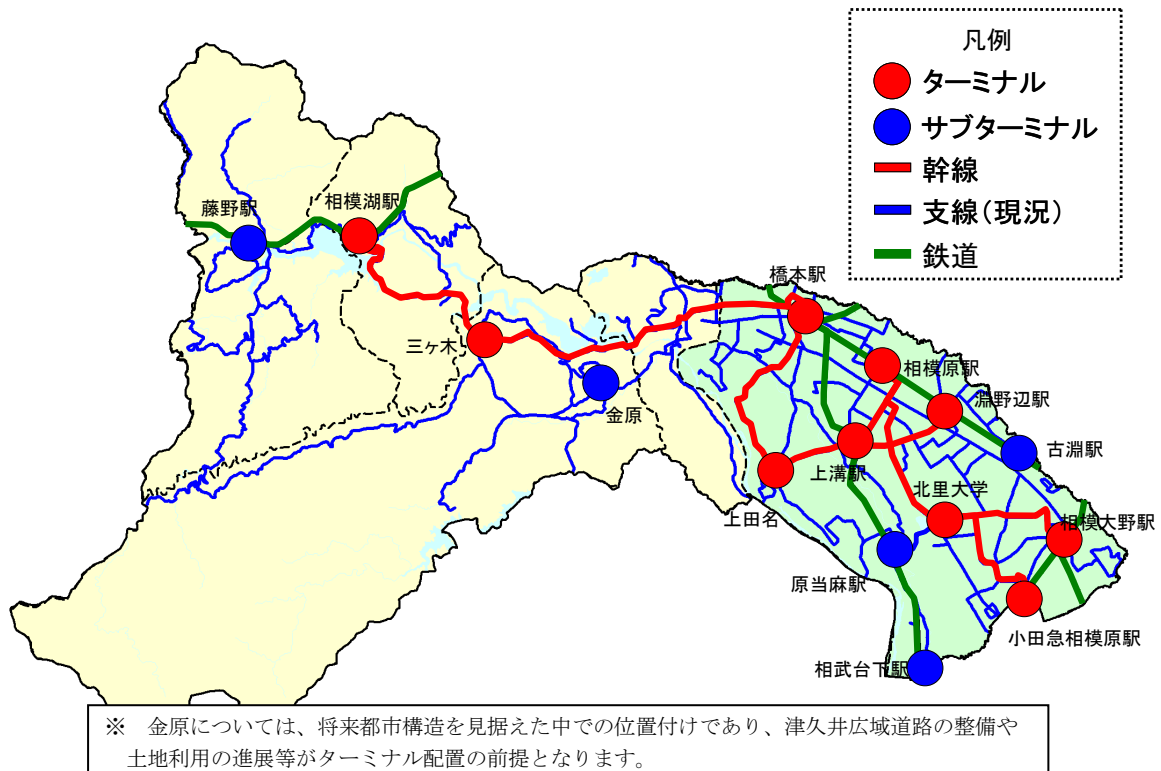 凡例
ターミナル
サブターミナル
幹線
支線(現況)
鉄道
藤野駅
相模湖駅
橋本駅
三ヶ木
相模原駅
淵野辺駅
金原
古淵駅
上溝駅
北里大学
上田名
相模大野駅
原当麻駅
小田急相模原駅
相武台下駅
※　金原については、将来都市構造を見据えた中での位置付けであり、津久井広域道路の整備や
土地利用の進展等がターミナル配置の前提となります。